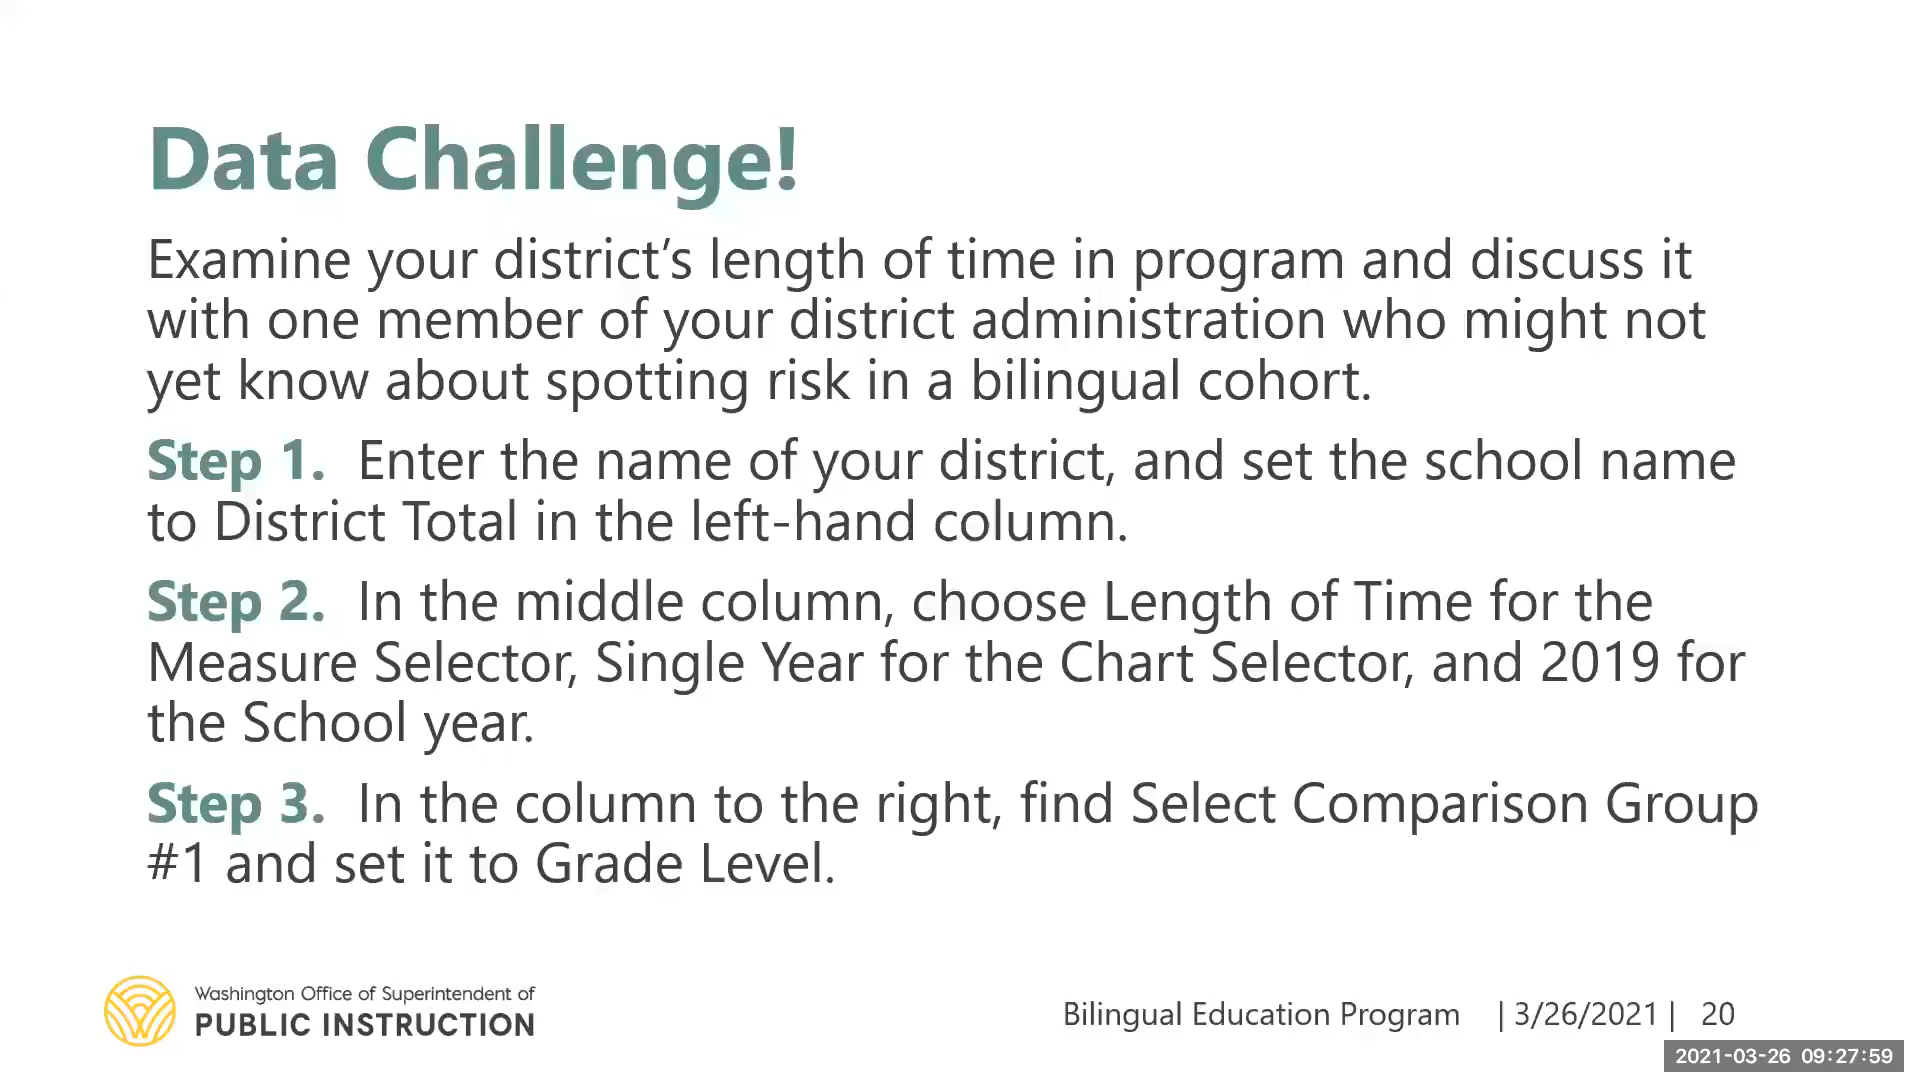 Data Challenge!
Examine your district’s length of time in program and discuss it
with one member of your district administration who might not
yet know about spotting risk in a bilingual cohort.
Step 1. Enter the name of your district, and set the school name
to District Total in the left-hand column.
Step 2. In the middle column, choose Length of Time for the
Measure Selector, Single Year for the Chart Selector, and 2019 for
the School year.
Step 3. In the column to the right, find Select Comparison Group
#1 and set it to Grade Level.
Washington Office of Superintendent of
PUBLIC INSTRUCTION
Bilingual Education Program | 3/26/2021 | 20
2021-03-26 09:27:59